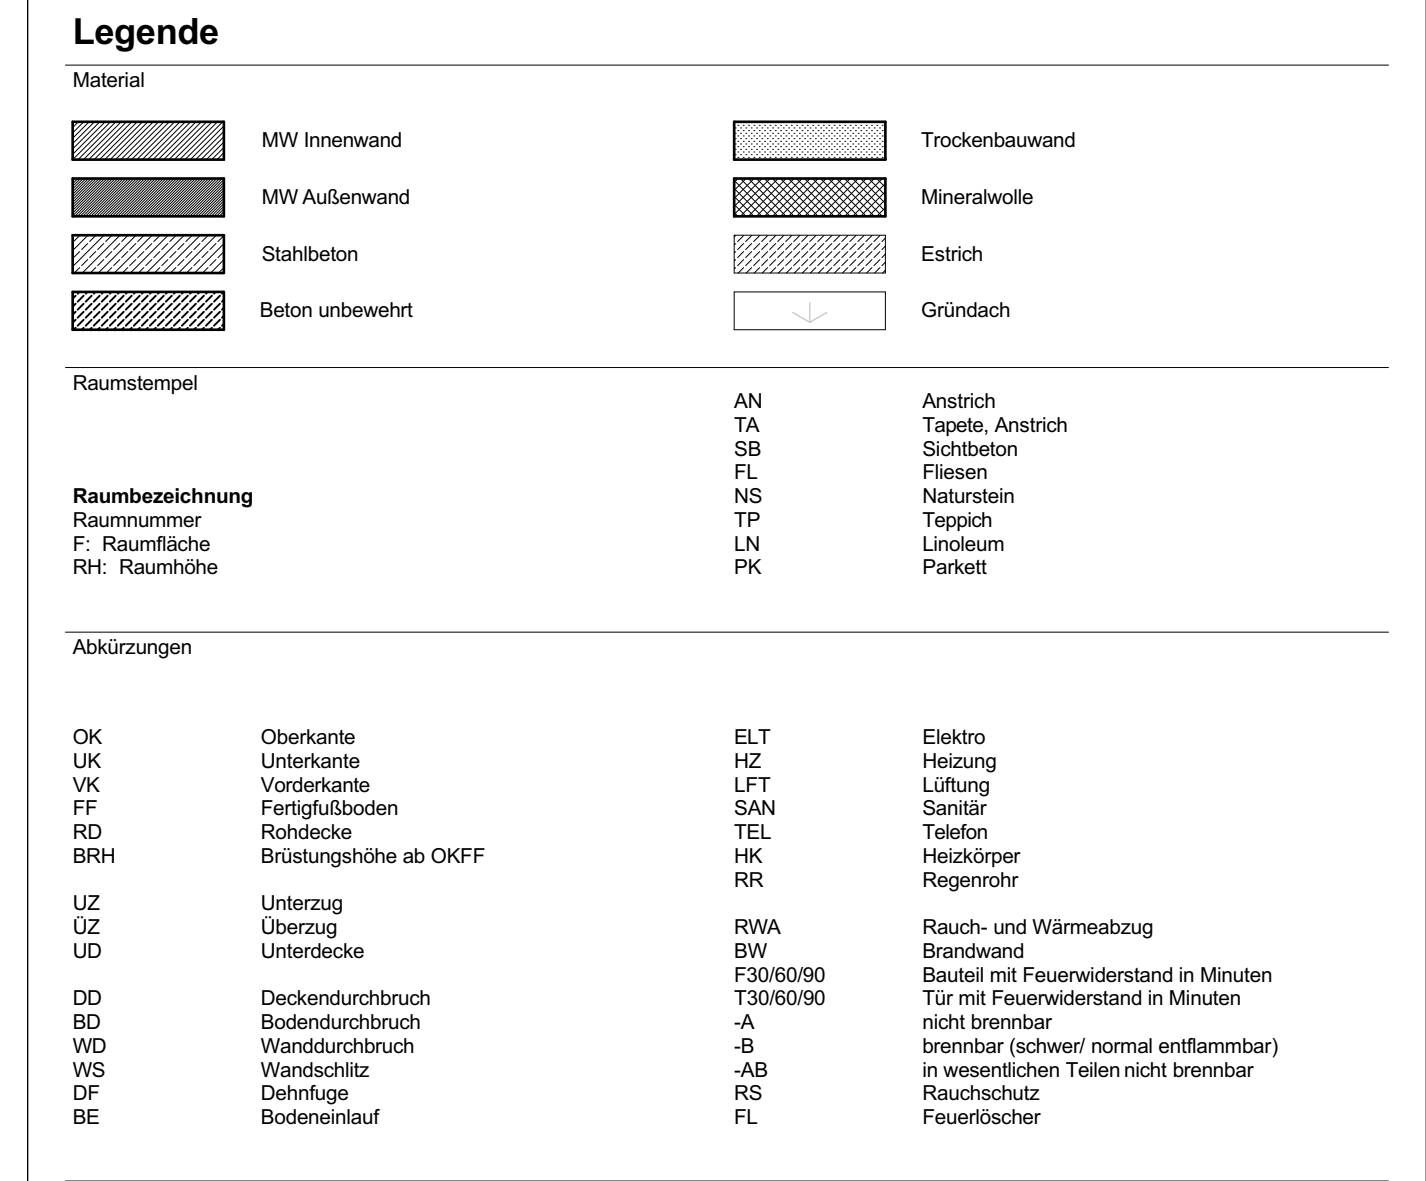 Legende
Material
MW Innenwand
Trockenbauwand
MW Außenwand
Mineralwolle
Stahlbeton
Estrich
Beton unbewehrt
Gründach
Raumstempel
Raumbezeichnung
Raumnummer
F: Raumfläche
RH: Raumhöhe
AN Anstrich
TA Tapete, Anstrich
SB Sichtbeton
FL Fliesen
NS Naturstein
TP Teppich
LN Linoleum
PK Parkett
Abkürzungen
OK Oberkante
UK Unterkante
VK Vorderkante
FF Fertigfußboden
RD Rohdecke
BRH Brüstungshöhe ab OKFF
UZ Unterzug
ÜZ Überzug
UD Unterdecke
DD Deckendurchbruch
BD Bodendurchbruch
WD Wanddurchbruch
WS Wandschlitz
DF Dehnfuge
BE Bodeneinlauf
ELT Elektro
HZ Heizung
LFT Lüftung
SAN Sanitär
TEL Telefon
HK Heizkörper
RR Regenrohr
RWA Rauch- und Wärmeabzug
BW Brandwand
F30/60/90 Bauteil mit Feuerwiderstand in Minuten
T30/60/90 Tür mit Feuerwiderstand in Minuten
-A nicht brennbar
-B brennbar (schwer/ normal entflammbar)
-AB in wesentlichen Teilen nicht brennbar
RS Rauchschutz
FL Feuerlöscher